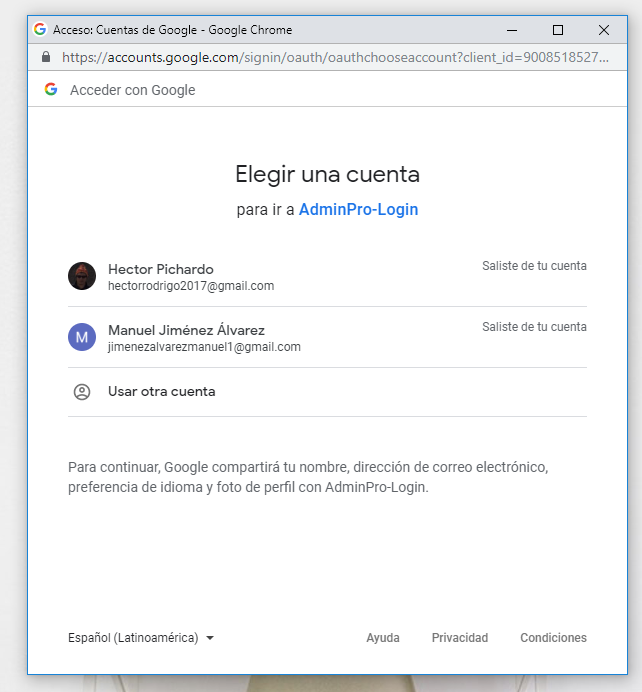 Acceso: Cuentas de Google - Google Chrome
https://accounts.google.com/signin/oauth/oauthchooseaccount?client_id=9008518527...
Acceder con Google
Elegir una cuenta
para ir a AdminPro-Login
Hector Pichardo
Saliste de tu cuenta
hectorrodrigo2017@gmail.com
M
Manuel Jiménez Álvarez
Saliste de tu cuenta
jimenezalvarezmanuel1@gmail.com
Usar otra cuenta
Para continuar, Google compartirá tu nombre, dirección de correo electrónico,
preferencia de idioma y foto de perfil con AdminPro-Login.
Español (Latinoamérica) Ayuda Privacidad Condiciones